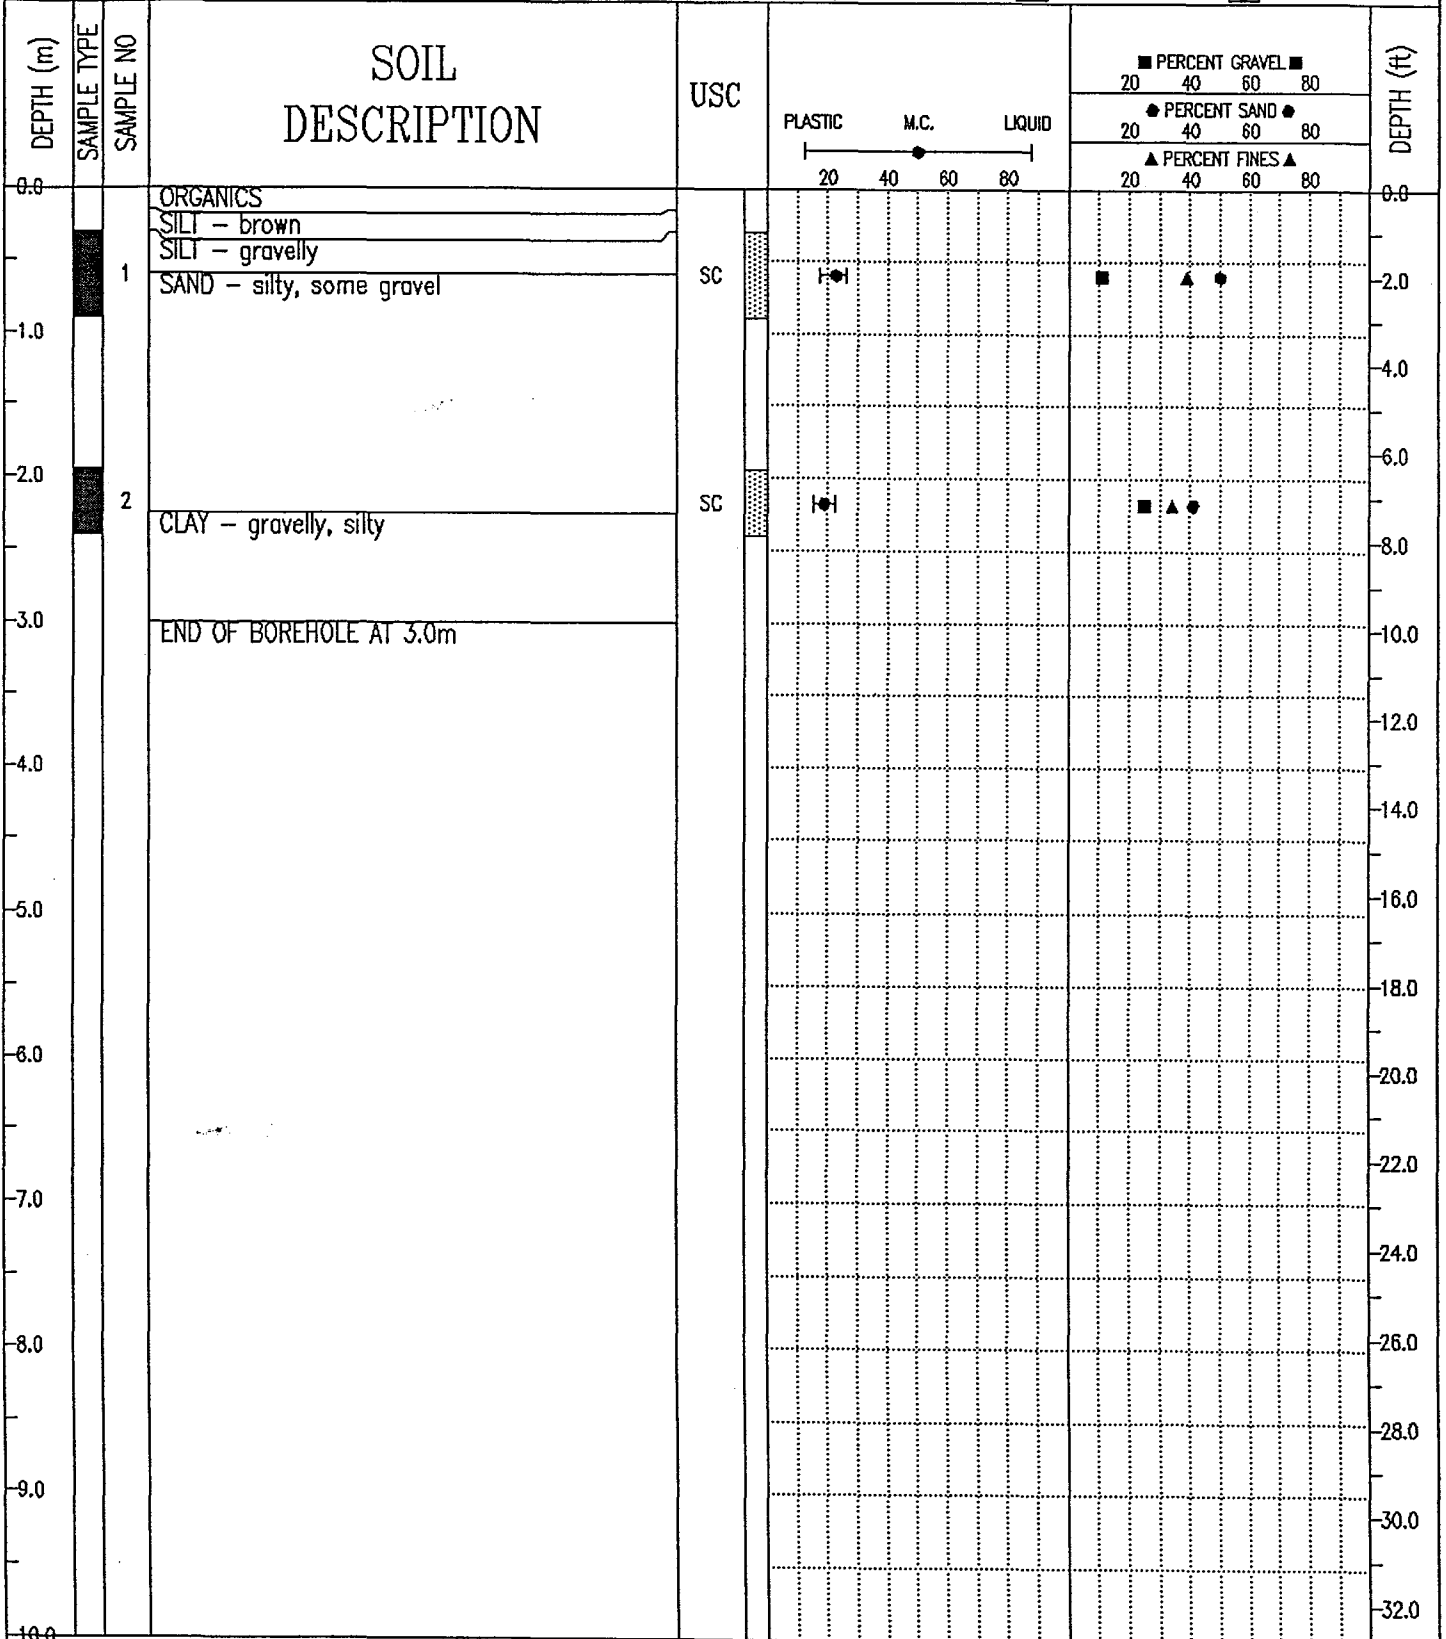 DEPTH (m)
SAMPLE TYPE
SAMPLE NO
SOIL
DESCRIPTION
USC
PLASTIC M.C. LIQUID
20 40 60 80
■ PERCENT GRAVEL ■
20 40 60 80
● PERCENT SAND ●
20 40 60 80
▲ PERCENT FINES ▲
20 40 60 80
DEPTH (ft)
0.0
ORGANICS
SILT – brown
SILT – gravelly
1
SAND – silty, some gravel
SC
1.0
2.0
2
SC
CLAY – gravelly, silty
3.0
END OF BOREHOLE AT 3.0m
4.0
5.0
6.0
7.0
8.0
9.0
10.0
0.0
2.0
4.0
6.0
8.0
10.0
12.0
14.0
16.0
18.0
20.0
22.0
24.0
26.0
28.0
30.0
32.0